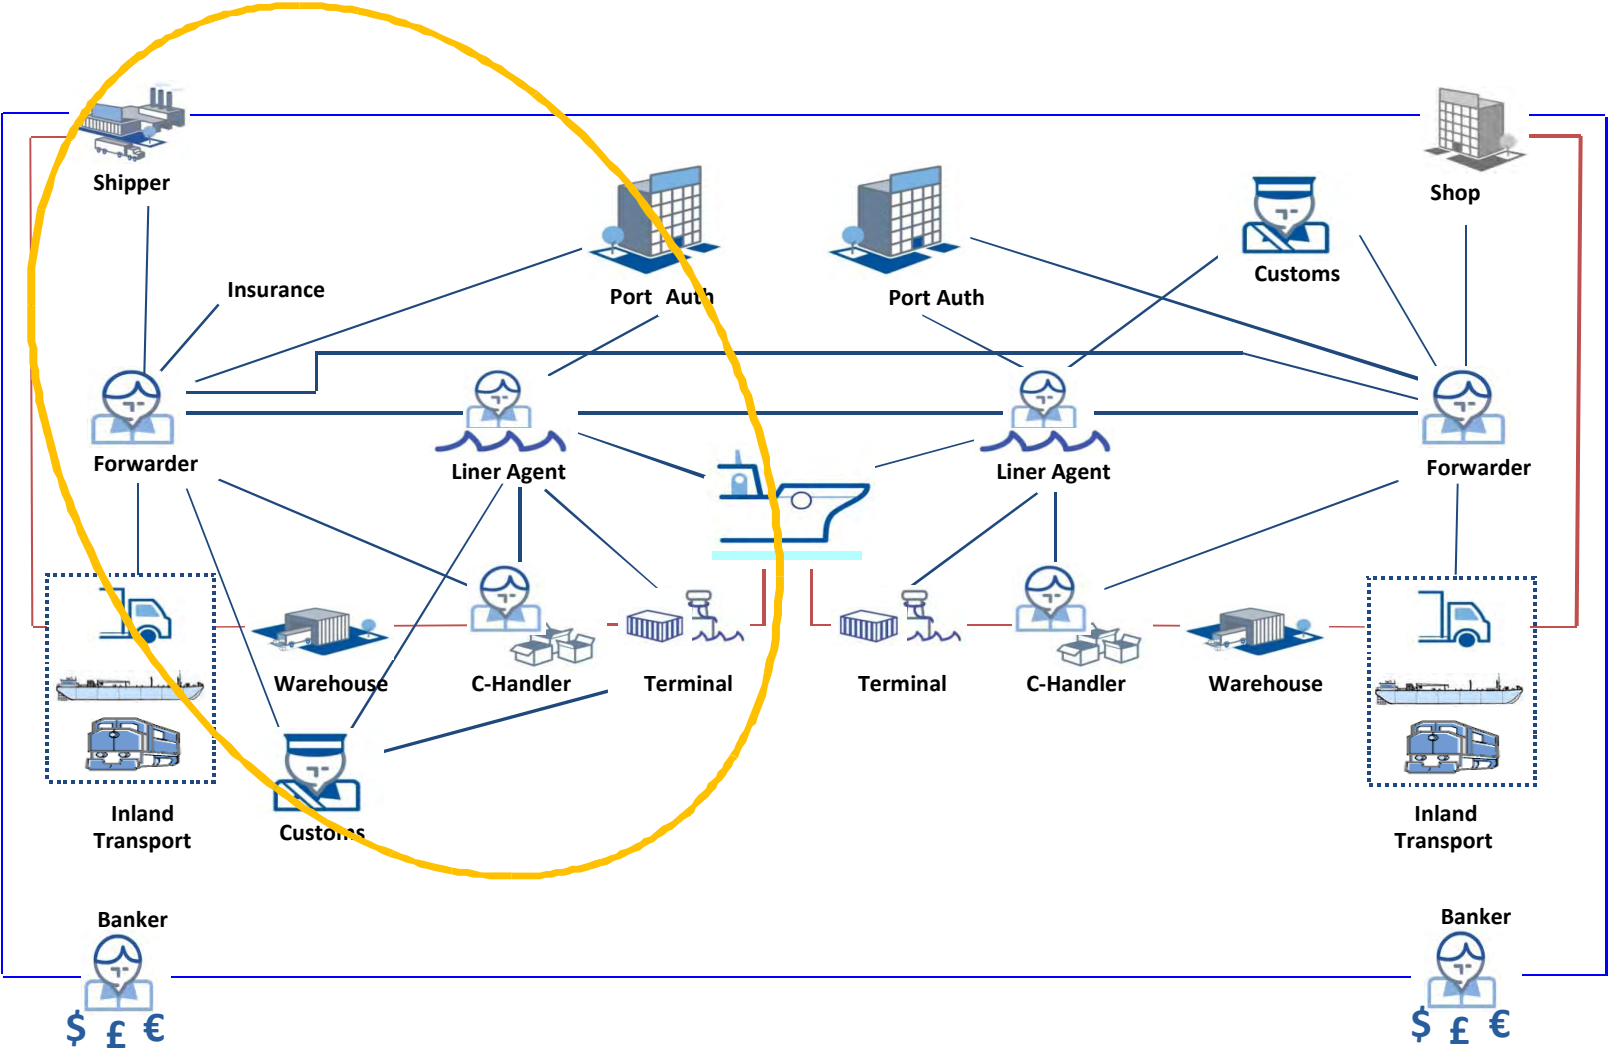 Shipper
Shop
Customs
Insurance
Port Auth
Port Auth
Forwarder
Liner Agent
Liner Agent
Forwarder
Warehouse
C-Handler
Terminal
Terminal
C-Handler
Warehouse
Inland
Transport
Customs
Inland
Transport
Banker
Banker
$ £ €
$ £ €